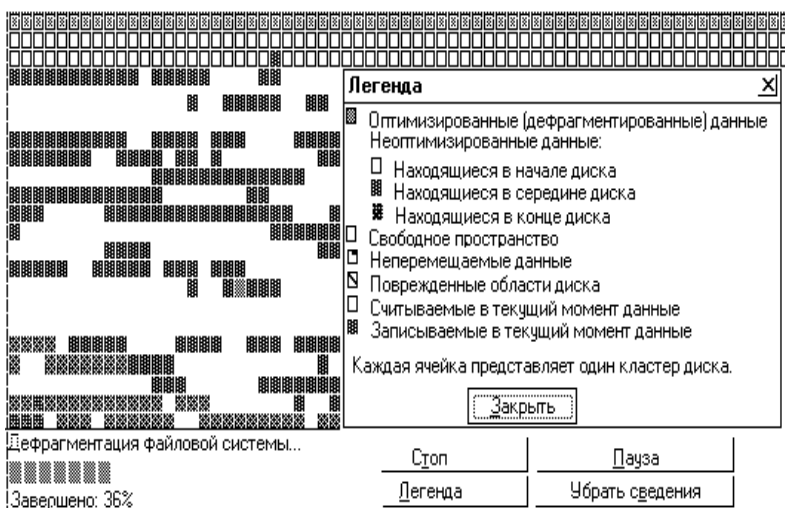 Легенда
Оптимизированные (дефрагментированные) данные
Неоптимизированные данные:
Находящиеся в начале диска
Находящиеся в середине диска
Находящиеся в конце диска
Свободное пространство
Неперемещаемые данные
Поврежденные области диска
Считываемые в текущий момент данные
Записываемые в текущий момент данные
Каждая ячейка представляет один кластер диска.
Закрыть
Дефрагментация файловой системы...
Завершено: 36%
Стоп
Пауза
Легенда
Убрать сведения